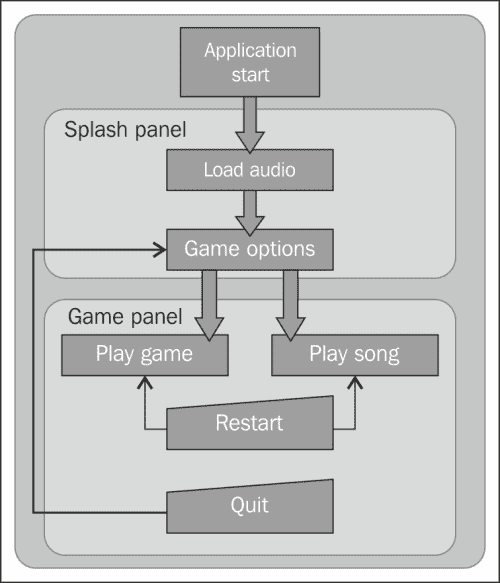 Application
start
Splash panel
Load audio
Game options
Game panel
Play game
Play song
Restart
Quit